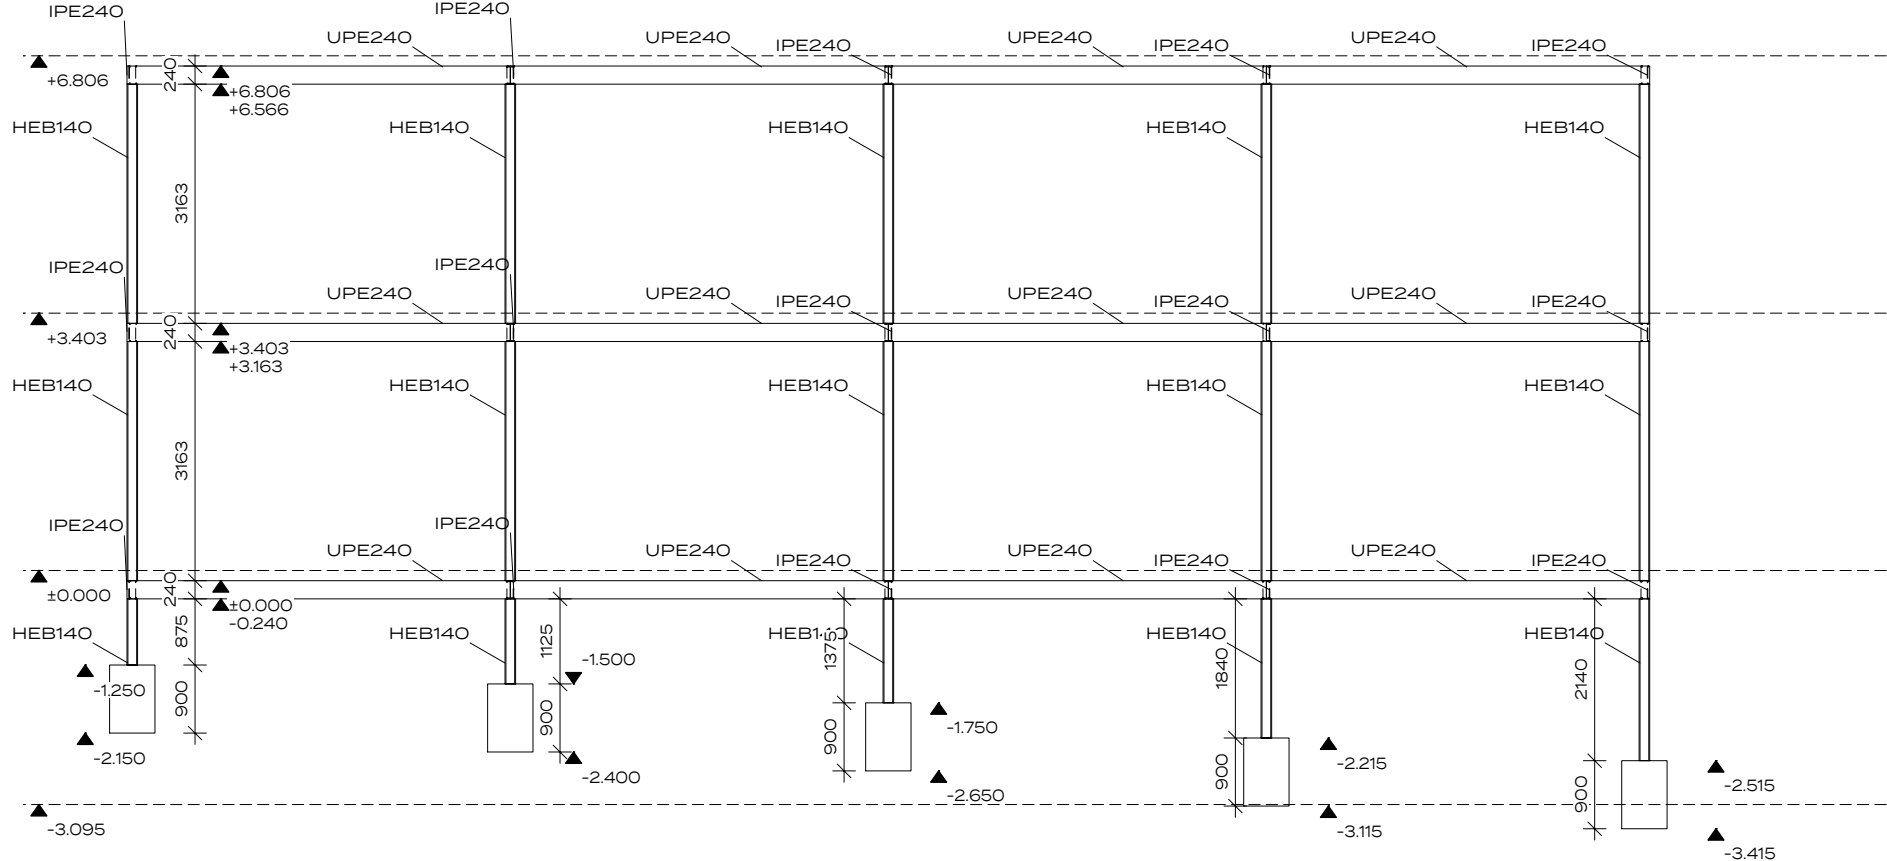 IPE240
IPE240
UPE240
UPE240
IPE240
UPE240
IPE240
UPE240
IPE240
+6.806
240
+6.806
+6.566
HEB140
HEB140
HEB140
HEB140
HEB140
3163
IPE240
IPE240
UPE240
UPE240
IPE240
UPE240
IPE240
UPE240
IPE240
+3.403
240
+3.403
+3.163
HEB140
HEB140
HEB140
HEB140
HEB140
3163
IPE240
IPE240
UPE240
UPE240
IPE240
UPE240
IPE240
UPE240
IPE240
±0.000
240
±0.000
-0.240
HEB140
875
HEB140
1125
HEB140
1375
HEB140
1840
HEB140
2140
-1.250
900
-1.500
900
-1.750
900
-2.215
900
-2.515
900
-2.150
-2.400
-2.650
-3.095
-3.115
-3.415